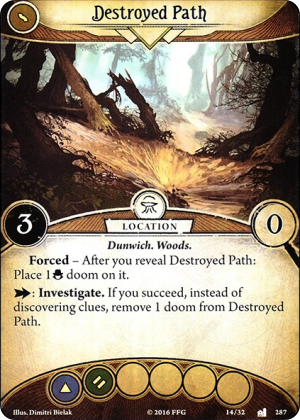 Destroyed Path
3
0
LOCATION
Dunwich. Woods.
Forced – After you reveal Destroyed Path:
Place 1 doom on it.
: Investigate. If you succeed, instead of
discovering clues, remove 1 doom from Destroyed
Path.
Illus. Dimitri Bielak
© 2016 FFG
14/32
287